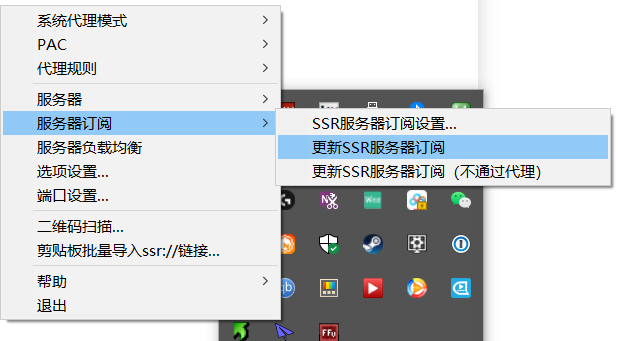 系统代理模式
PAC
代理规则
服务器
服务器订阅
服务器负载均衡
选项设置...
端口设置...
二维码扫描...
剪贴板批量导入ssr://链接...
帮助
退出
SSR服务器订阅设置...
更新SSR服务器订阅
更新SSR服务器订阅（不通过代理）
FFu